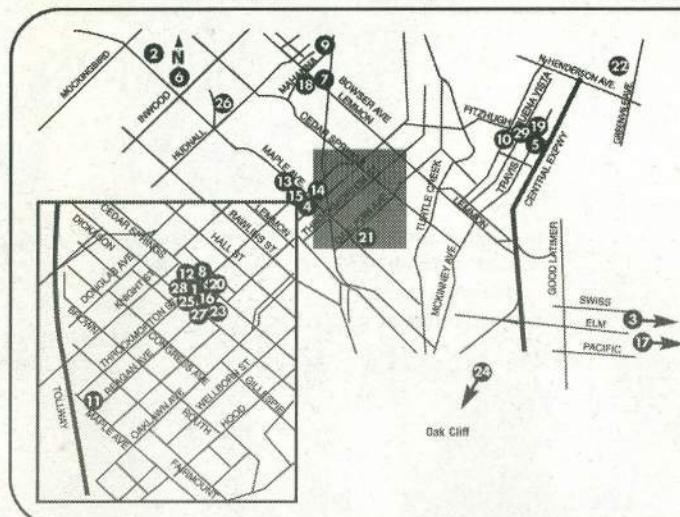 9
2
N
22
N. HENDERSON AVE.
MOCKINGBIRD
6
18
7
BOWSER AVE
BUENA VISTA
GREENVILLE AVE.
INWOOD
26
LEMMON
FITZHUGH
29
19
10
5
HUDNALL
CEDAR SPRINGS
TRAVIS
CENTRAL EXPWY
MAPLE AVE
13
14
15
4
TURTLE CREEK
LEMMON
21
MCKINNEY AVE
GOOD LATIMER
SWISS
3
ELM
17
PACIFIC
24
Oak Cliff
CEDAR SPRINGS
DICKASON
LEMMON
RAWLINS ST
HALL ST
DOUGLAS AVE
KNIGHT ST
12
8
28
1
20
25
16
27
23
BROWN
THROCKMORTON ST
CONGRESS AVE
REAGAN AVE
WELLBORN ST
GILLESPIE
11
OAKLAWN AVE
ROUTH
HOOD
MAPLE AVE
TOLLWAY
FAIRMOUNT